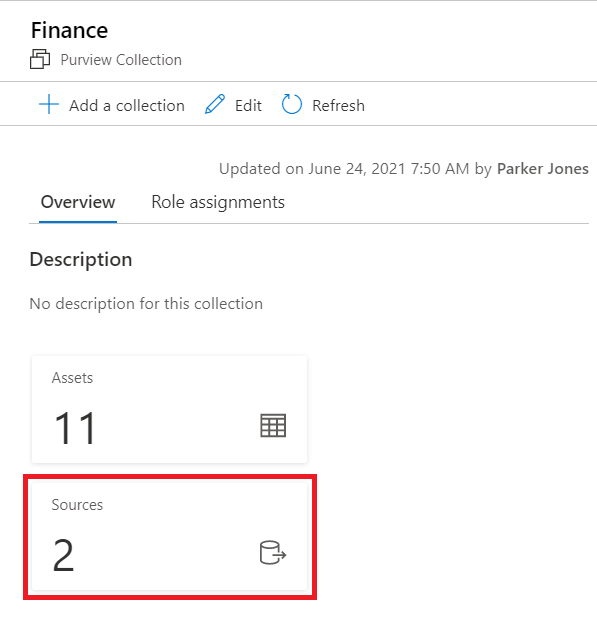 Finance
Purview Collection
Add a collection Edit Refresh
Updated on June 24, 2021 7:50 AM by Parker Jones
Overview Role assignments
Description
No description for this collection
Assets
11
Sources
2